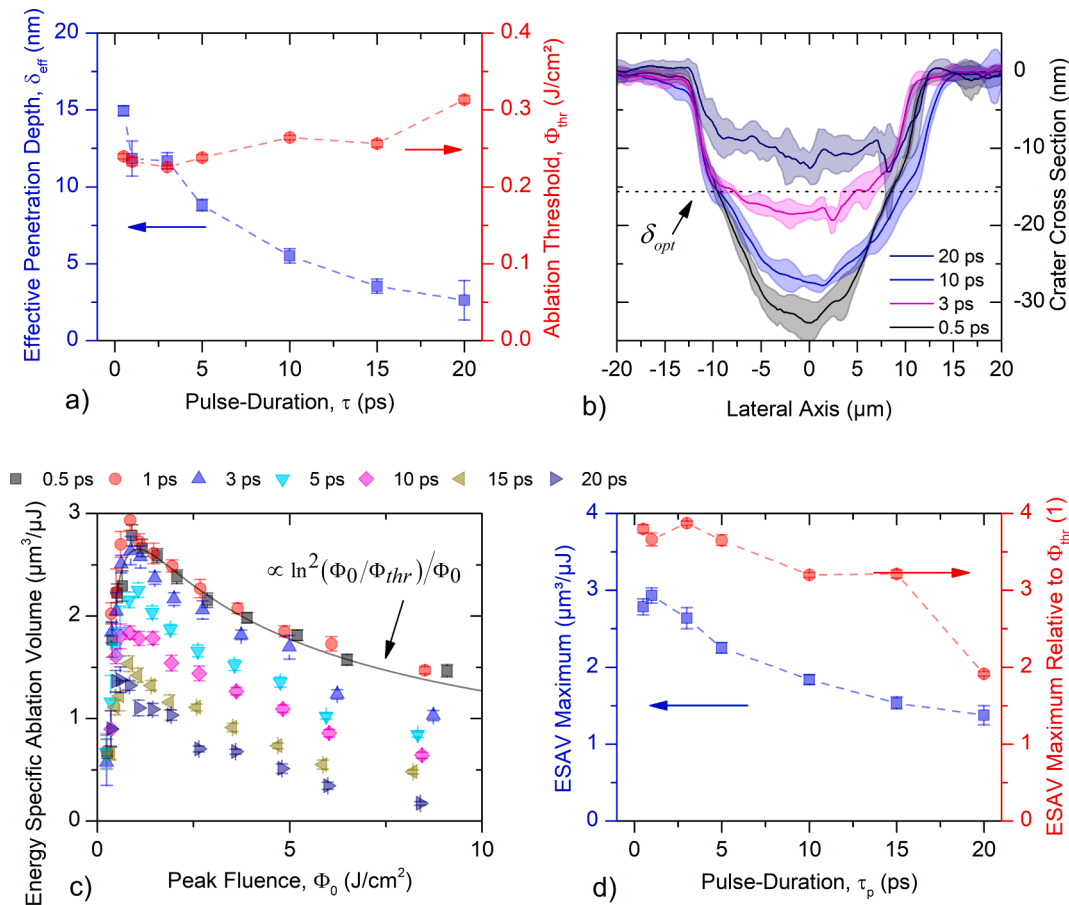 20
15
10
5
0
0.4
0.3
0.2
0.1
0.0
0 5 10 15 20
Effective Penetration Depth, δeff (nm)
Ablation Threshold, Φthr (J/cm²)
Pulse-Duration, τ (ps)
a)
0
-10
-20
-30
-20 -15 -10 -5 0 5 10 15 20
δopt
20 ps
10 ps
3 ps
0.5 ps
Crater Cross Section (nm)
Lateral Axis (µm)
b)
0.5 ps 1 ps 3 ps 5 ps 10 ps 15 ps 20 ps
3
2
1
0
0 5 10
∝ ln²(Φ0/Φthr)/Φ0
Energy Specific Ablation Volume (µm³/µJ)
Peak Fluence, Φ0 (J/cm²)
c)
4
3
2
1
0
4
3
2
1
0
0 5 10 15 20
ESAV Maximum (µm³/µJ)
ESAV Maximum Relative to Φthr (1)
Pulse-Duration, τp (ps)
d)